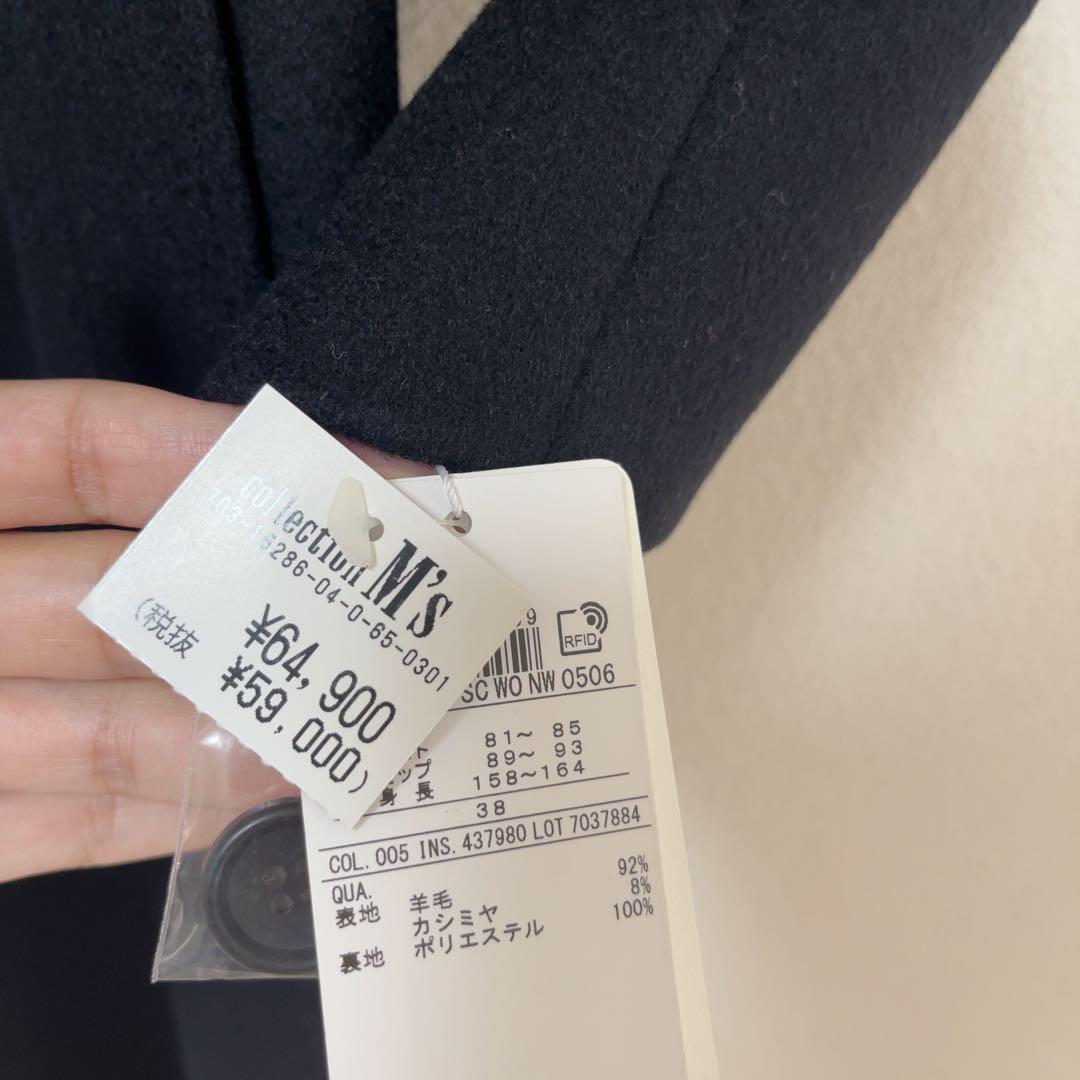 collection M's
703-15286-04-0-65-0301
¥64,900
(税抜 ¥59,000)
9
RFID
SC WO NW 0506
ト 81〜 85
ップ 89〜 93
身長 158〜164
38
COL. 005 INS. 437980 LOT 7037884
QUA.
表地 羊毛 92%
カシミヤ 8%
裏地 ポリエステル 100%